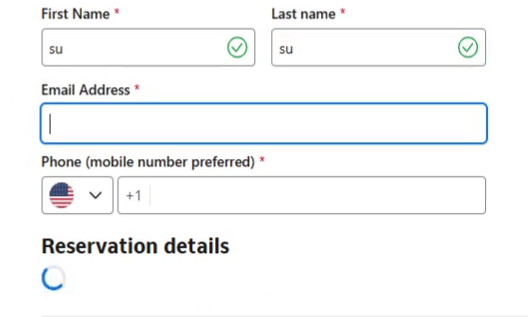 First Name * Last name *
su su
Email Address *
Phone (mobile number preferred) *
+1
Reservation details